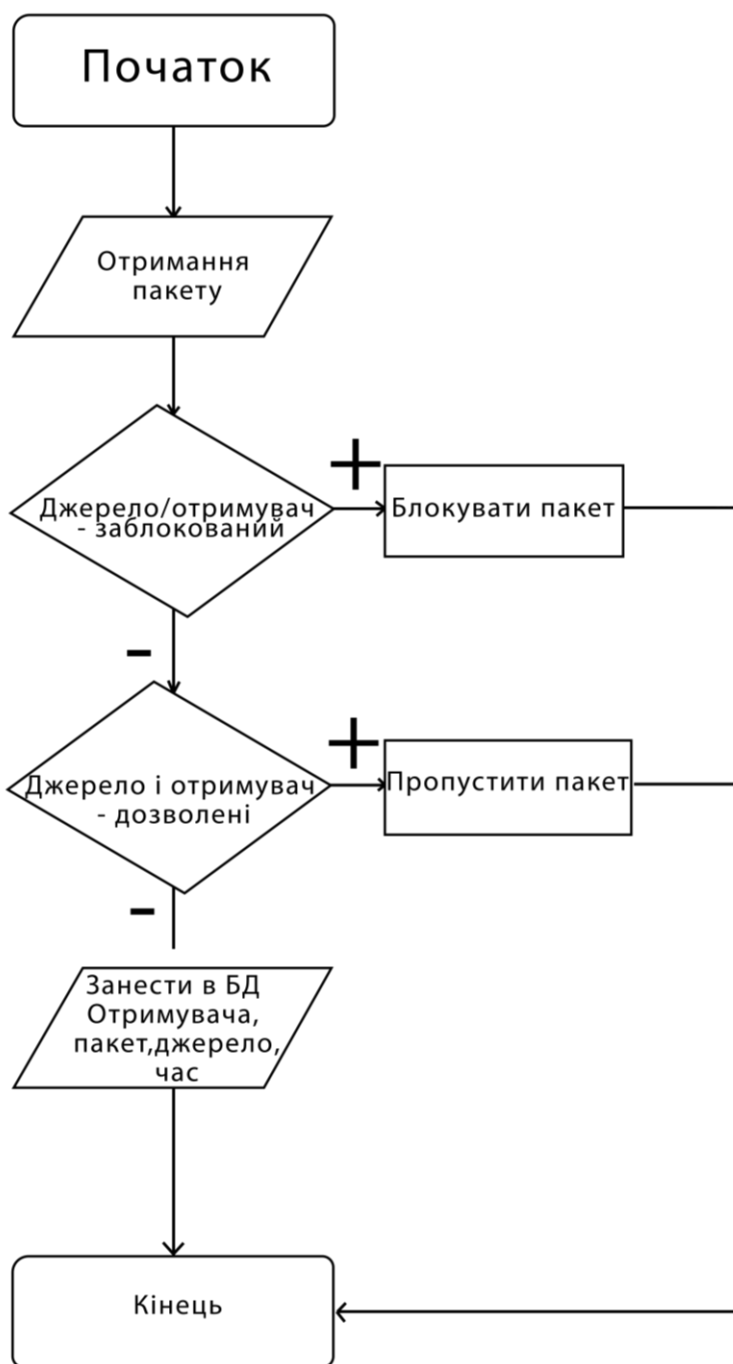 Початок
Отримання
пакету
+
Джерело/отримувач
- заблокований
Блокувати пакет
-
+
Джерело і отримувач
- дозволені
Пропустити пакет
-
Занести в БД
Отримувача,
пакет,джерело,
час
Кінець